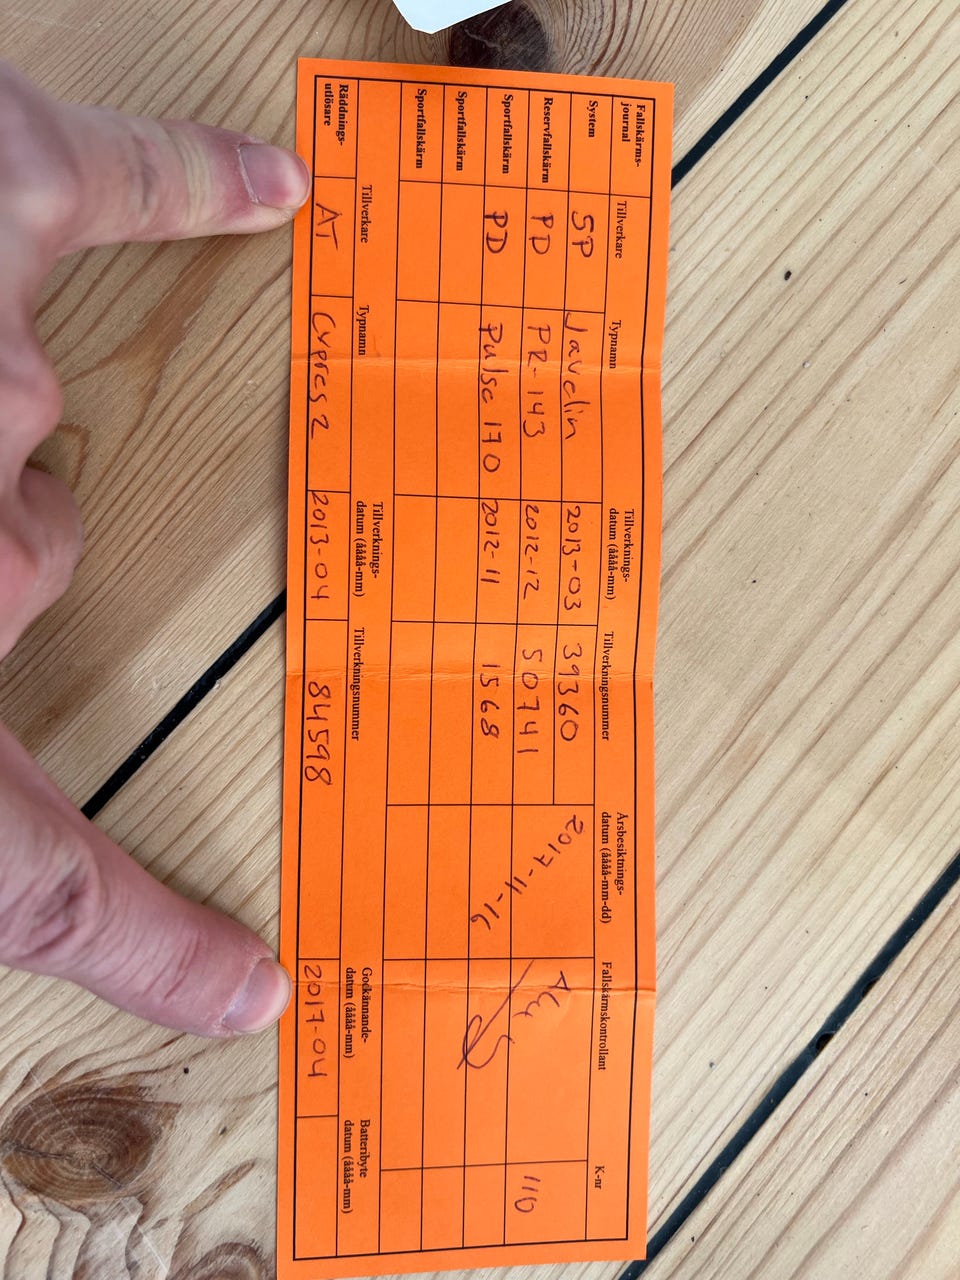 Fallskärms-
journal
Tillverkare
Typnamn
Tillverknings-
datum (åååå-mm)
Tillverkningsnummer
Årsbesiktnings-
datum (åååå-mm-dd)
Fallskärmskontrollant
K-nr
System SP Javelin 2013-03 39360
Reservfallskärm PD PR-143 2012-12 50741 2017-11-16 110
Sportfallskärm PD Pulse 170 2012-11 1568
Sportfallskärm
Sportfallskärm
Räddnings-
utlösare
Tillverkare
Typnamn
Tillverknings-
datum (åååå-mm)
Tillverkningsnummer
Godkännande-
datum (åååå-mm)
Batteribyte
datum (åååå-mm)
AT Cypres 2 2013-04 84598 2017-04